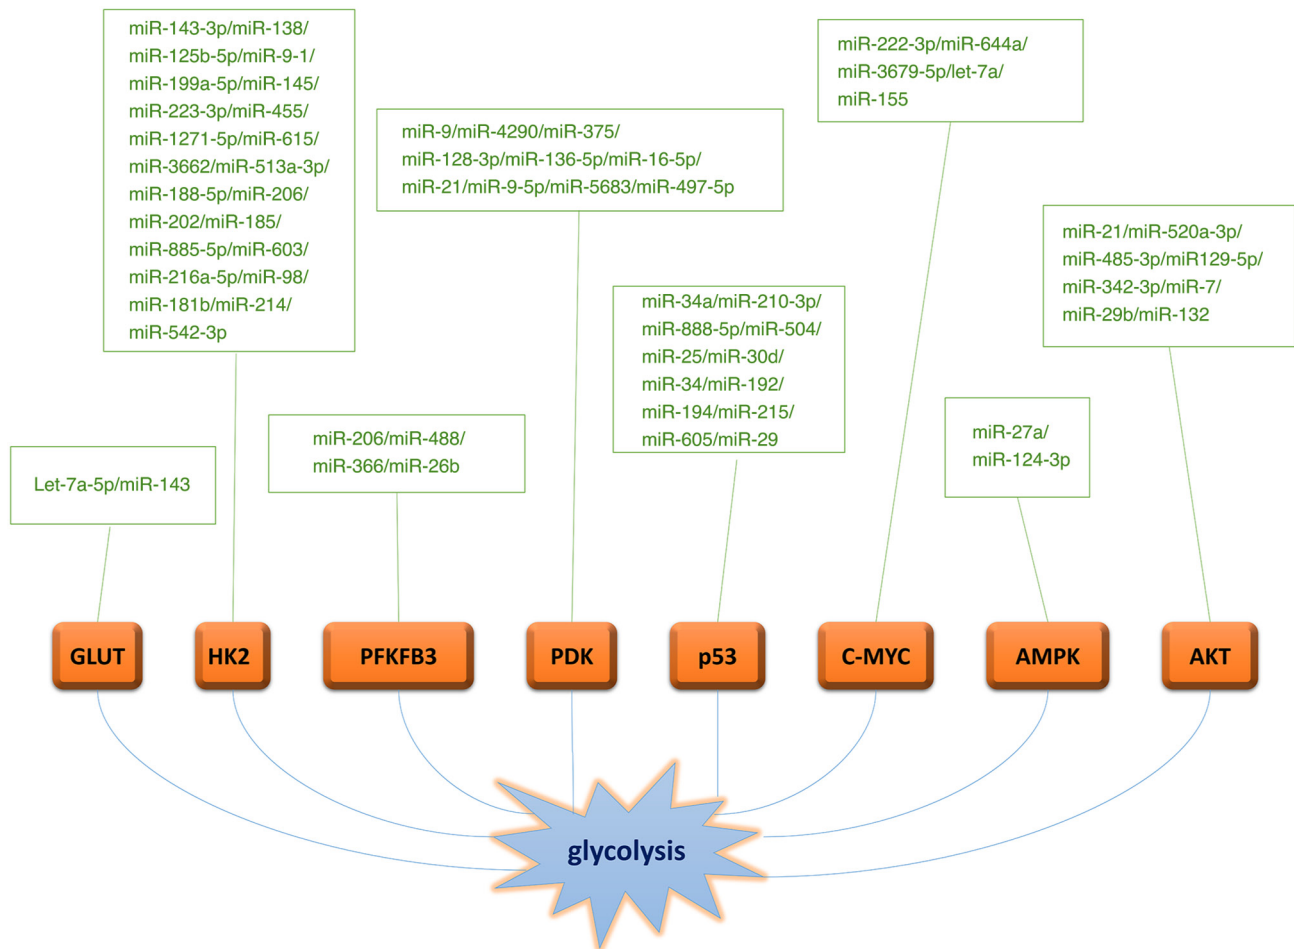 miR-143-3p/miR-138/
miR-125b-5p/miR-9-1/
miR-199a-5p/miR-145/
miR-223-3p/miR-455/
miR-1271-5p/miR-615/
miR-3662/miR-513a-3p/
miR-188-5p/miR-206/
miR-202/miR-185/
miR-885-5p/miR-603/
miR-216a-5p/miR-98/
miR-181b/miR-214/
miR-542-3p
miR-222-3p/miR-644a/
miR-3679-5p/let-7a/
miR-155
miR-9/miR-4290/miR-375/
miR-128-3p/miR-136-5p/miR-16-5p/
miR-21/miR-9-5p/miR-5683/miR-497-5p
miR-21/miR-520a-3p/
miR-485-3p/miR129-5p/
miR-342-3p/miR-7/
miR-29b/miR-132
miR-34a/miR-210-3p/
miR-888-5p/miR-504/
miR-25/miR-30d/
miR-34/miR-192/
miR-194/miR-215/
miR-605/miR-29
miR-206/miR-488/
miR-366/miR-26b
miR-27a/
miR-124-3p
Let-7a-5p/miR-143
GLUT
HK2
PFKFB3
PDK
p53
C-MYC
AMPK
AKT
glycolysis